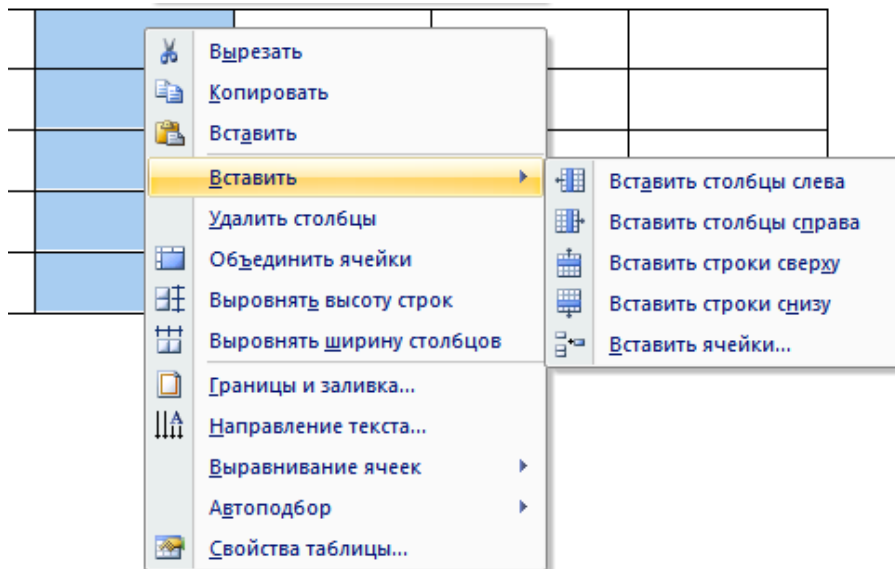 Вырезать
Копировать
Вставить
Вставить
Удалить столбцы
Объединить ячейки
Выровнять высоту строк
Выровнять ширину столбцов
Границы и заливка...
Направление текста...
Выравнивание ячеек
Автоподбор
Свойства таблицы...
Вставить столбцы слева
Вставить столбцы справа
Вставить строки сверху
Вставить строки снизу
Вставить ячейки...